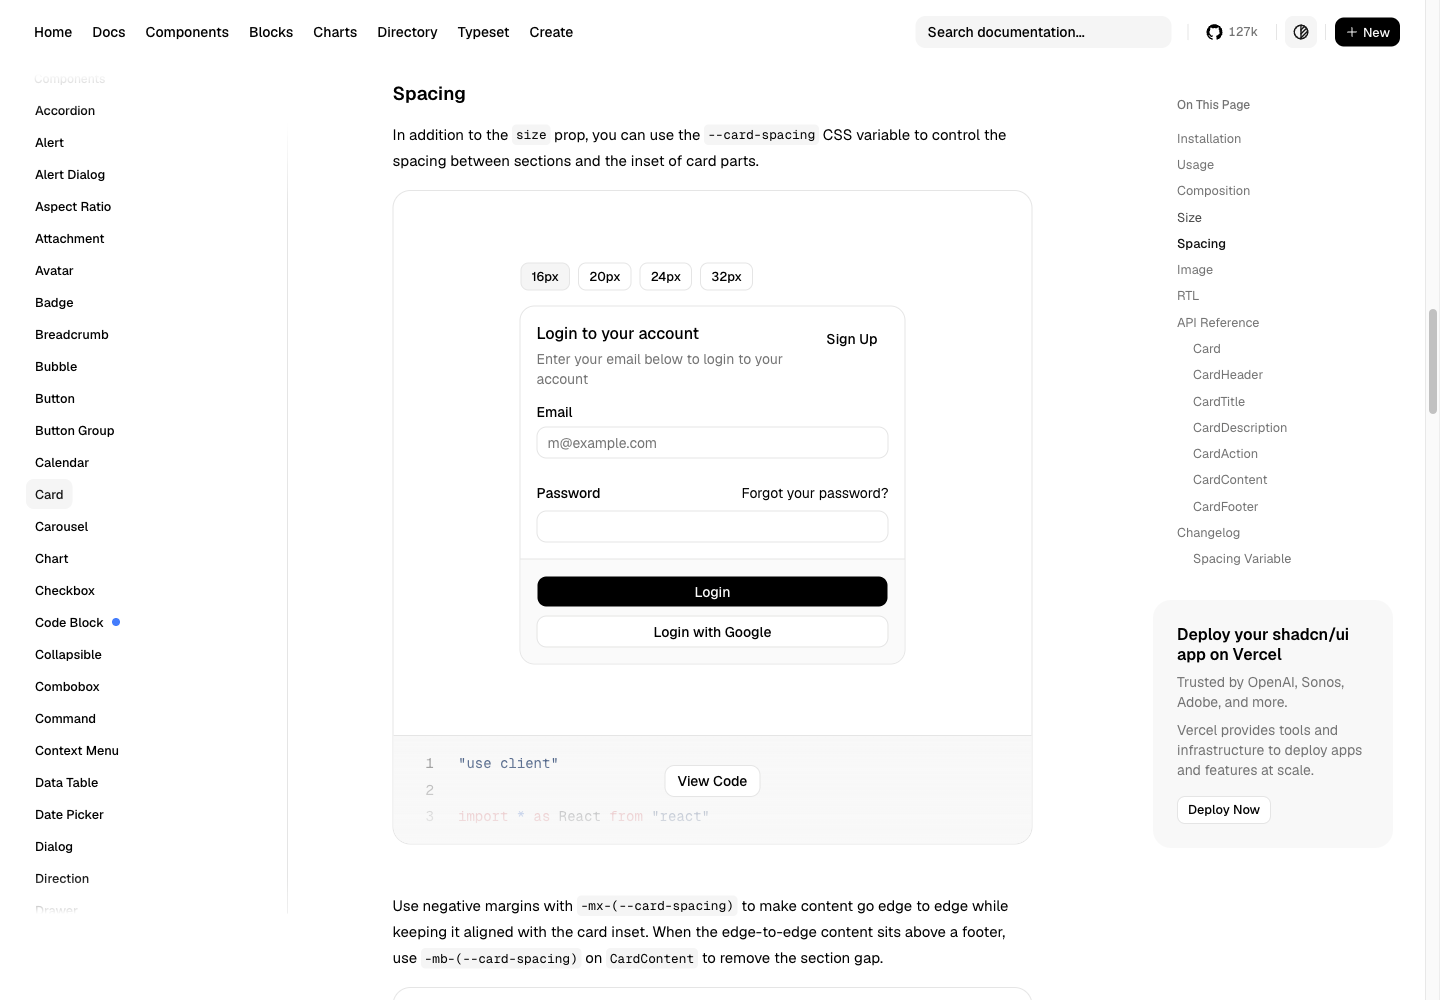 Home Docs Components Blocks Charts Directory Typeset Create
Search documentation... 127k New
Components
Accordion
Alert
Alert Dialog
Aspect Ratio
Attachment
Avatar
Badge
Breadcrumb
Bubble
Button
Button Group
Calendar
Card
Carousel
Chart
Checkbox
Code Block
Collapsible
Combobox
Command
Context Menu
Data Table
Date Picker
Dialog
Direction
Drawer
Spacing
In addition to the size prop, you can use the --card-spacing CSS variable to control the
spacing between sections and the inset of card parts.
16px 20px 24px 32px
Login to your account
Sign Up
Enter your email below to login to your
account
Email
m@example.com
Password Forgot your password?
Login
Login with Google
1 "use client"
2
View Code
3 import * as React from "react"
Use negative margins with -mx-(--card-spacing) to make content go edge to edge while
keeping it aligned with the card inset. When the edge-to-edge content sits above a footer,
use -mb-(--card-spacing) on CardContent to remove the section gap.
On This Page
Installation
Usage
Composition
Size
Spacing
Image
RTL
API Reference
Card
CardHeader
CardTitle
CardDescription
CardAction
CardContent
CardFooter
Changelog
Spacing Variable
Deploy your shadcn/ui
app on Vercel
Trusted by OpenAI, Sonos,
Adobe, and more.
Vercel provides tools and
infrastructure to deploy apps
and features at scale.
Deploy Now